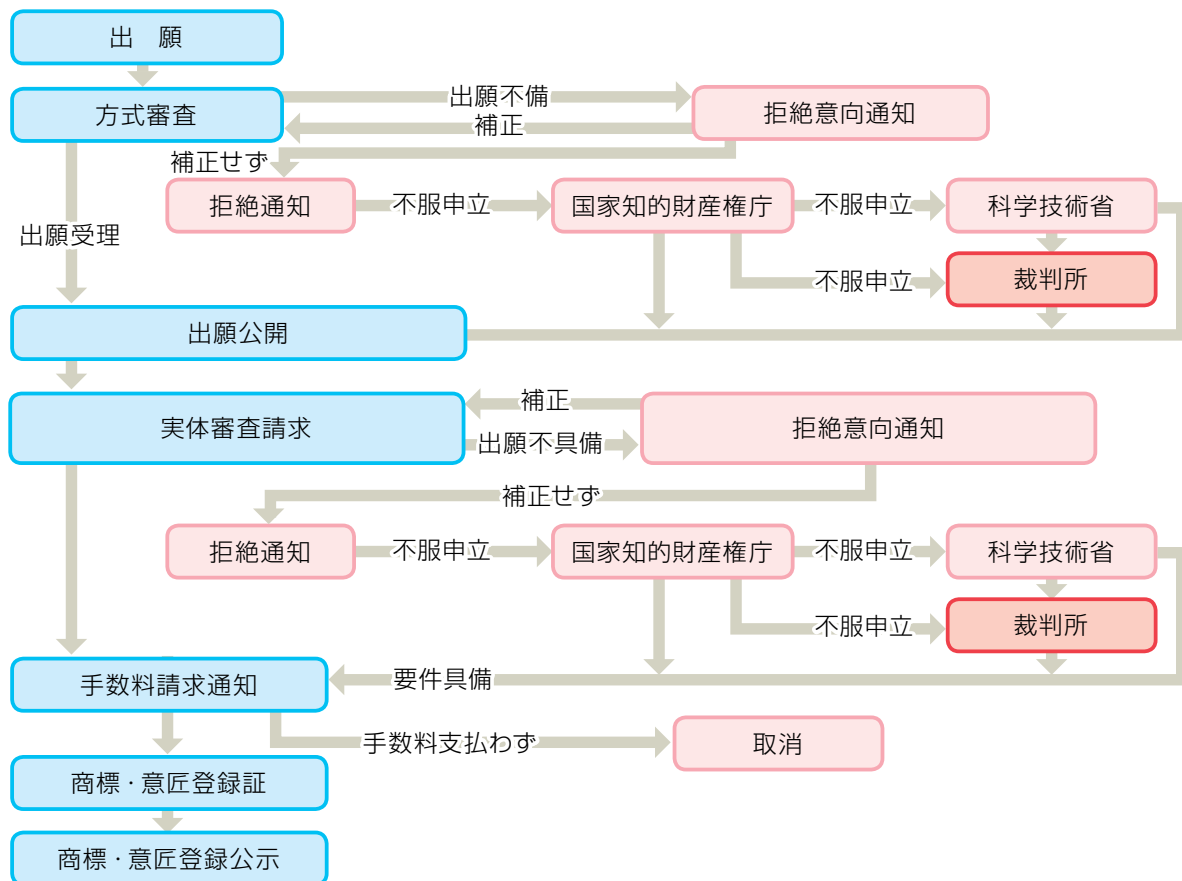 出　願
方式審査
出願不備
補正
拒絶意向通知
補正せず
拒絶通知
不服申立
国家知的財産権庁
不服申立
科学技術省
出願受理
不服申立
裁判所
出願公開
実体審査請求
補正
出願不具備
拒絶意向通知
補正せず
拒絶通知
不服申立
国家知的財産権庁
不服申立
科学技術省
不服申立
裁判所
手数料請求通知
要件具備
手数料支払わず
取消
商標・意匠登録証
商標・意匠登録公示